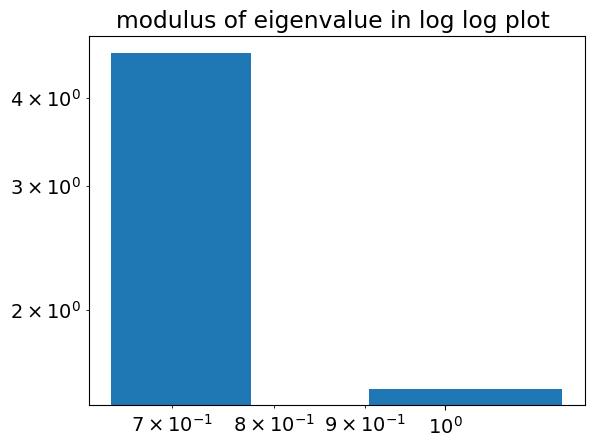 modulus of eigenvalue in log log plot
4 × 10⁰
3 × 10⁰
2 × 10⁰
7 × 10⁻¹ 8 × 10⁻¹ 9 × 10⁻¹ 10⁰